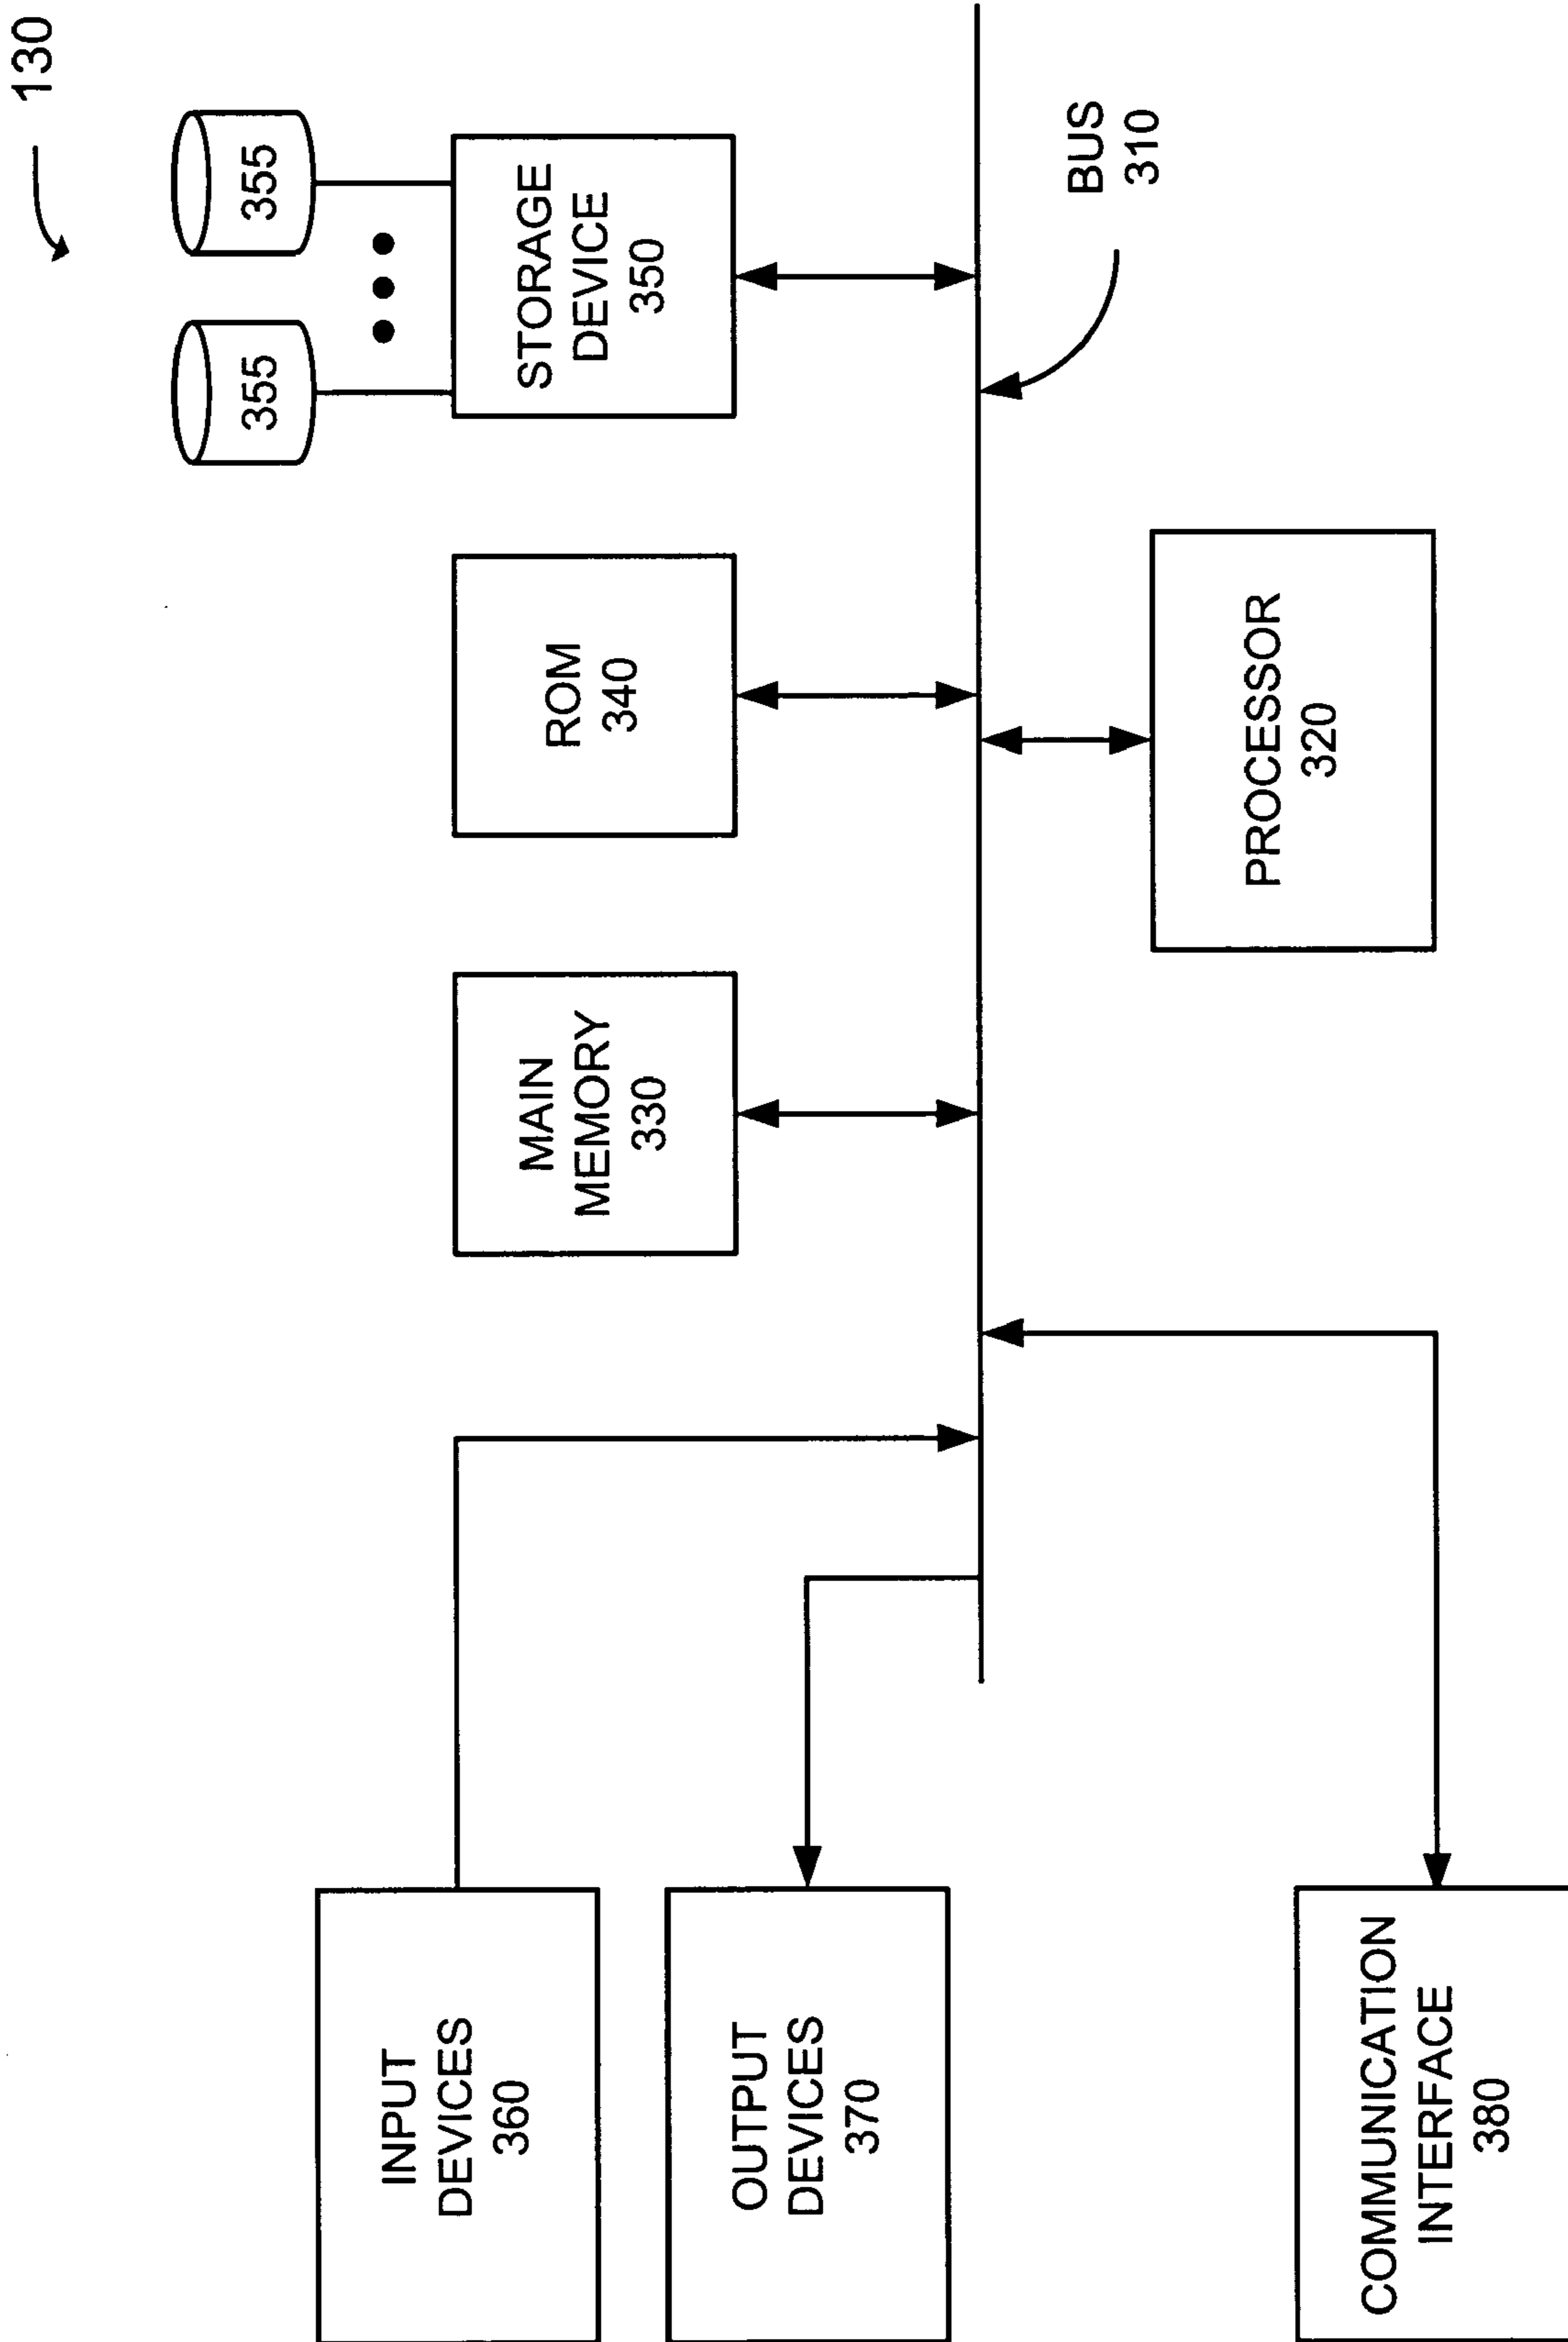 130
355
355
STORAGE
DEVICE
350
ROM
340
MAIN
MEMORY
330
INPUT
DEVICES
360
OUTPUT
DEVICES
370
BUS
310
PROCESSOR
320
COMMUNICATION
INTERFACE
380